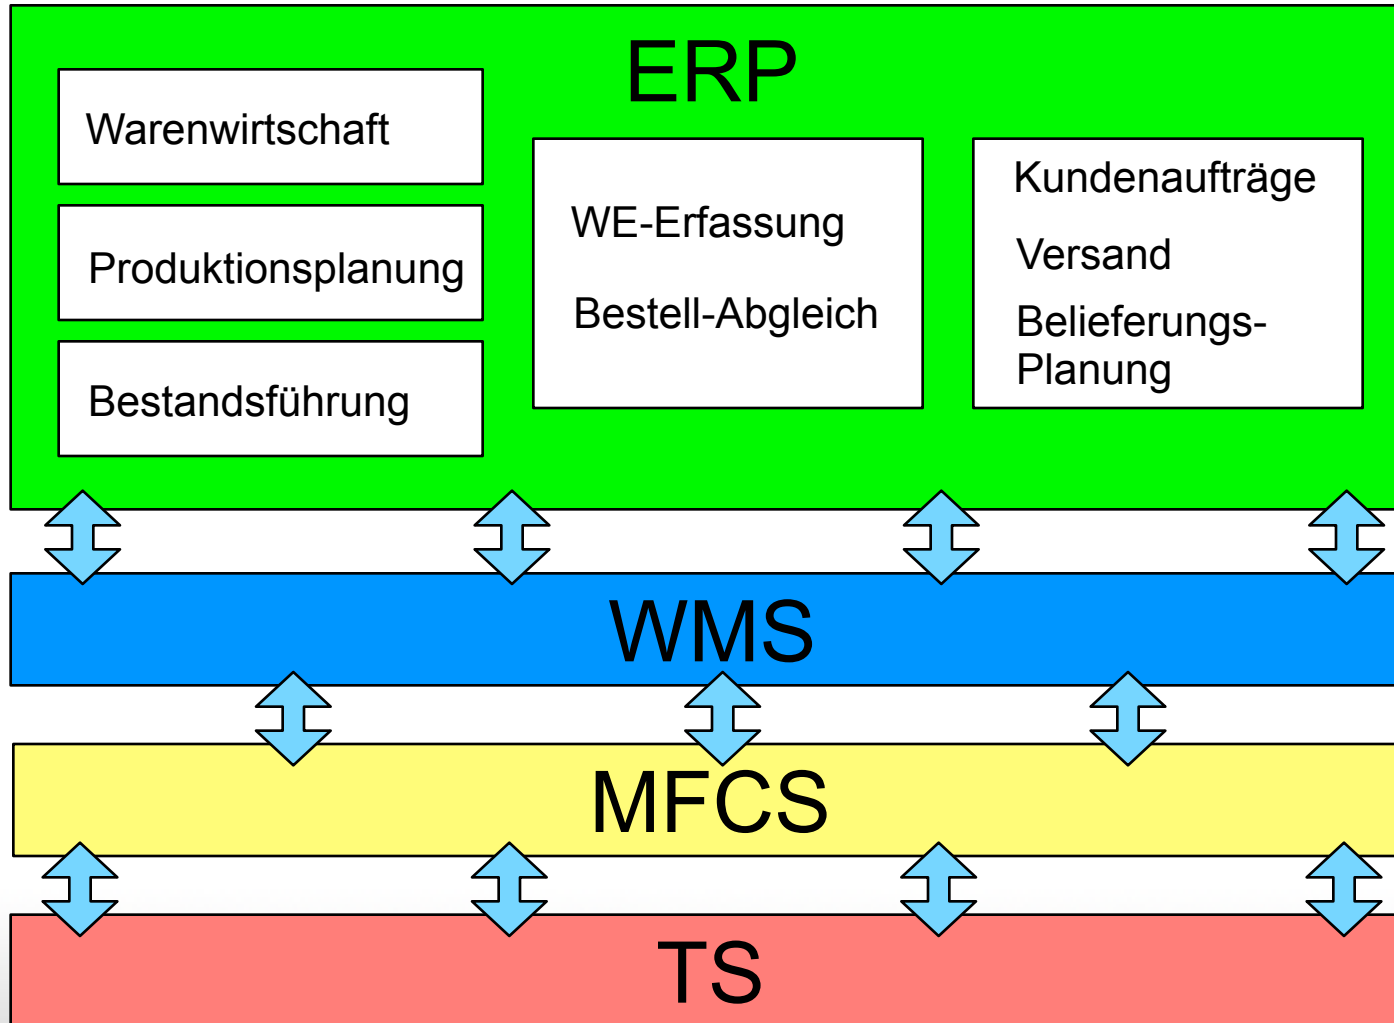 ERP
Warenwirtschaft
Produktionsplanung
Bestandsführung
WE-Erfassung
Bestell-Abgleich
Kundenaufträge
Versand
Belieferungs-
Planung
WMS
MFCS
TS